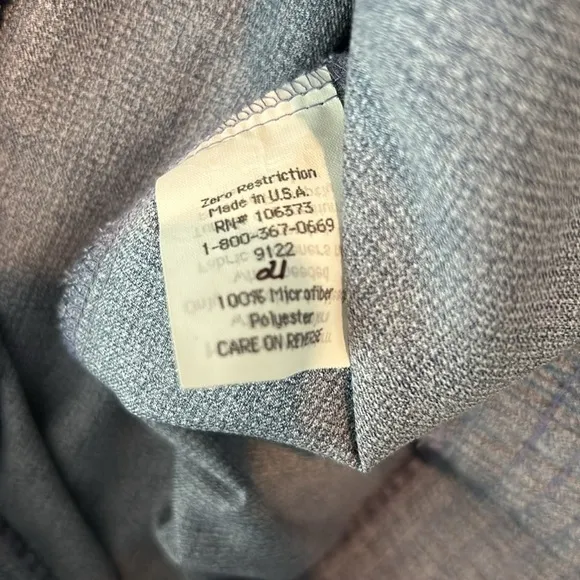 Zero Restriction
Made in U.S.A.
RN# 106373
1-800-367-0669
9122
100% Microfiber
Polyester
CARE ON REVERSE